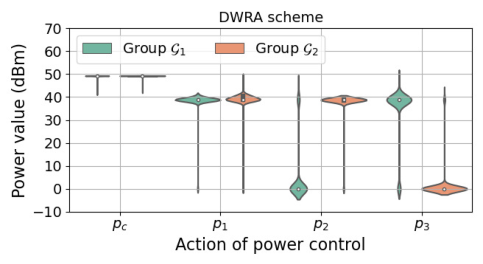 DWRA scheme
Group 𝒢₁ Group 𝒢₂
Power value (dBm)
70
60
50
40
30
20
10
0
−10
p_c p₁ p₂ p₃
Action of power control